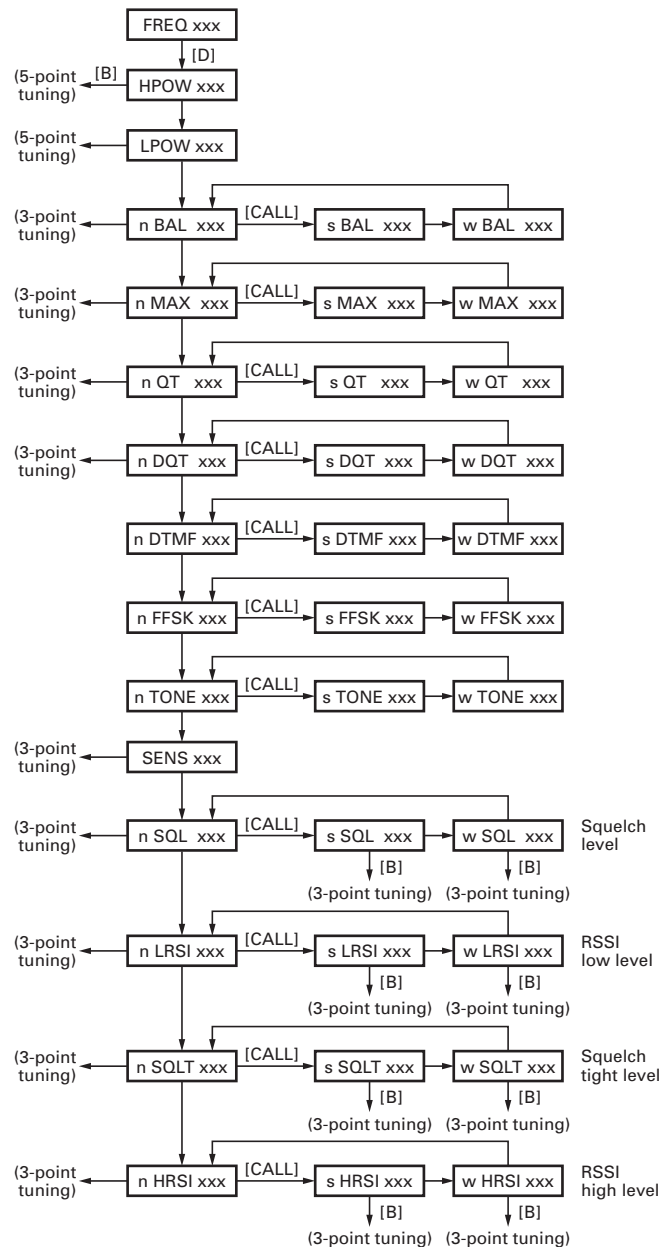 FREQ xxx
[D]
(5-point
tuning)
[B]
HPOW xxx
(5-point
tuning)
LPOW xxx
(3-point
tuning)
n BAL xxx
[CALL]
s BAL xxx
w BAL xxx
(3-point
tuning)
n MAX xxx
[CALL]
s MAX xxx
w MAX xxx
(3-point
tuning)
n QT xxx
[CALL]
s QT xxx
w QT xxx
(3-point
tuning)
n DQT xxx
[CALL]
s DQT xxx
w DQT xxx
n DTMF xxx
[CALL]
s DTMF xxx
w DTMF xxx
n FFSK xxx
[CALL]
s FFSK xxx
w FFSK xxx
n TONE xxx
[CALL]
s TONE xxx
w TONE xxx
(3-point
tuning)
SENS xxx
(3-point
tuning)
n SQL xxx
[CALL]
s SQL xxx
w SQL xxx
Squelch
level
[B]
[B]
(3-point tuning)
(3-point tuning)
(3-point
tuning)
n LRSI xxx
[CALL]
s LRSI xxx
w LRSI xxx
RSSI
low level
[B]
[B]
(3-point tuning)
(3-point tuning)
(3-point
tuning)
n SQLT xxx
[CALL]
s SQLT xxx
w SQLT xxx
Squelch
tight level
[B]
[B]
(3-point tuning)
(3-point tuning)
(3-point
tuning)
n HRSI xxx
[CALL]
s HRSI xxx
w HRSI xxx
RSSI
high level
[B]
[B]
(3-point tuning)
(3-point tuning)